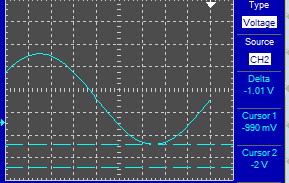 Type
Voltage
Source
CH2
Delta
-1.01 V
Cursor 1
-990 mV
Cursor 2
-2 V